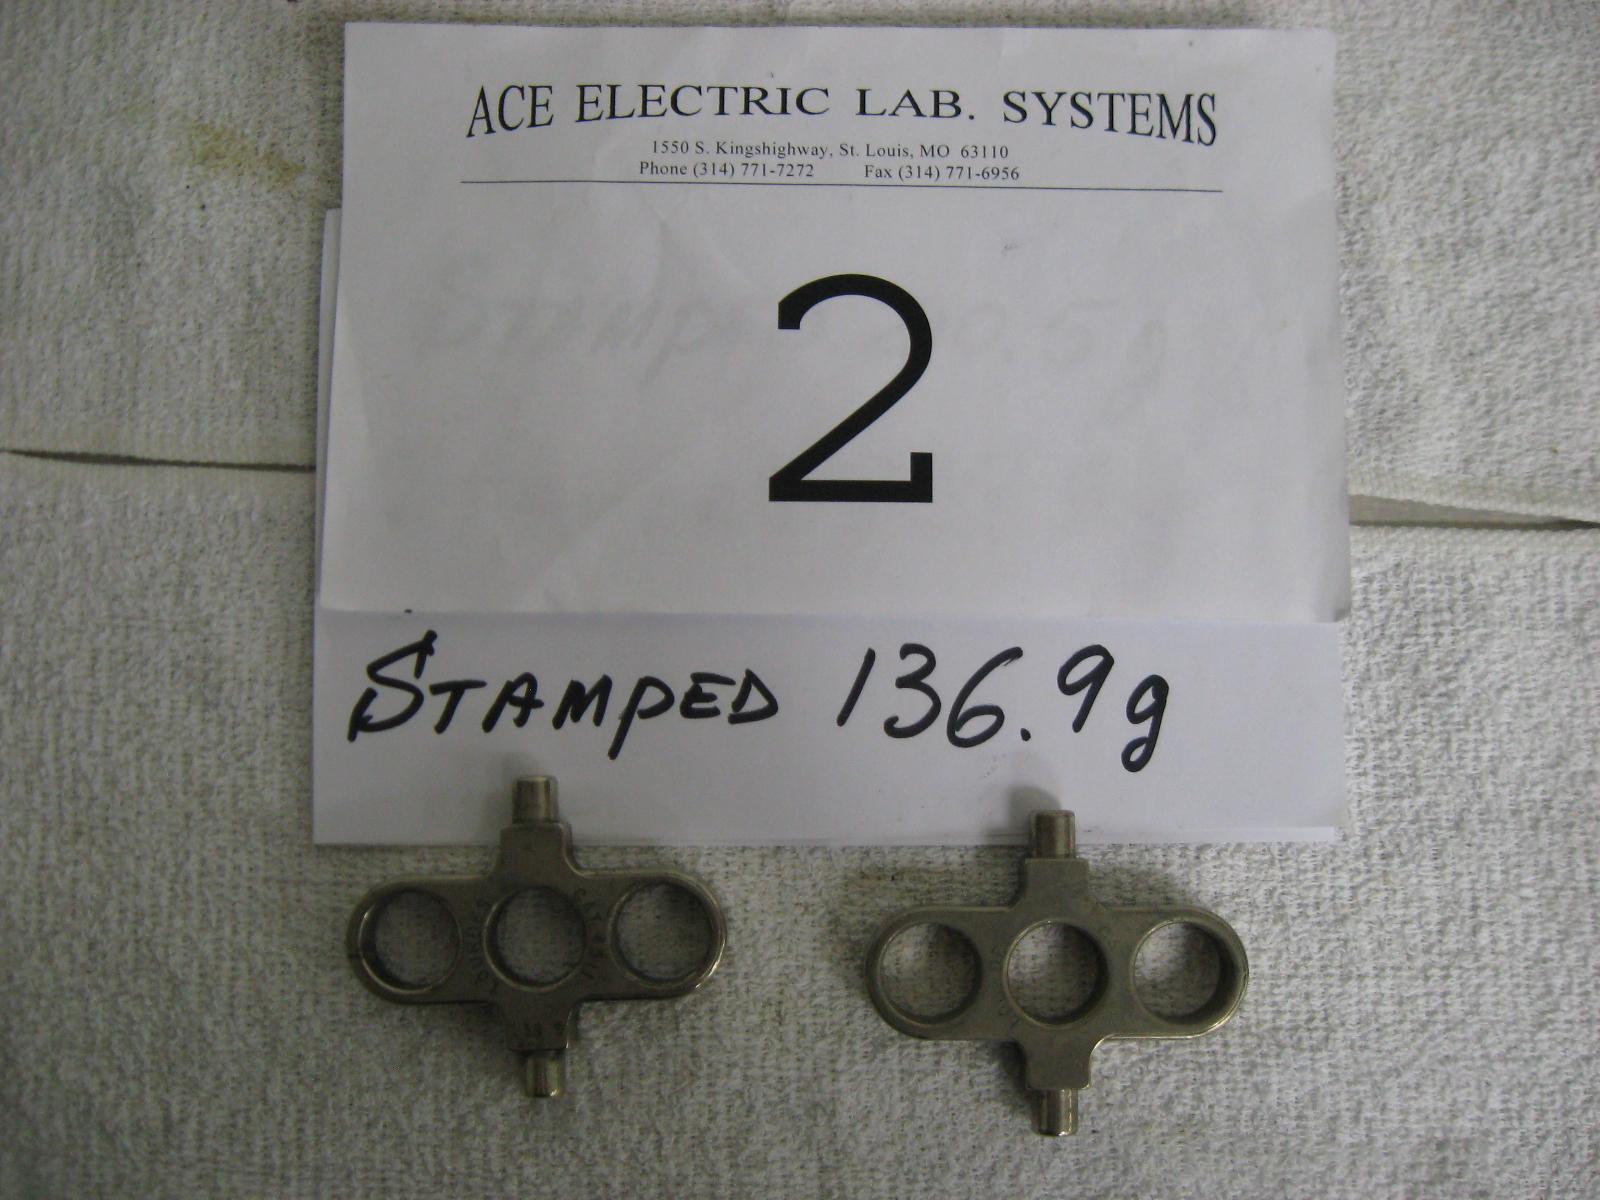 ACE ELECTRIC LAB. SYSTEMS
1550 S. Kingshighway, St. Louis, MO 63110
Phone (314) 771-7272 Fax (314) 771-6956
2
STAMPED 136.9g